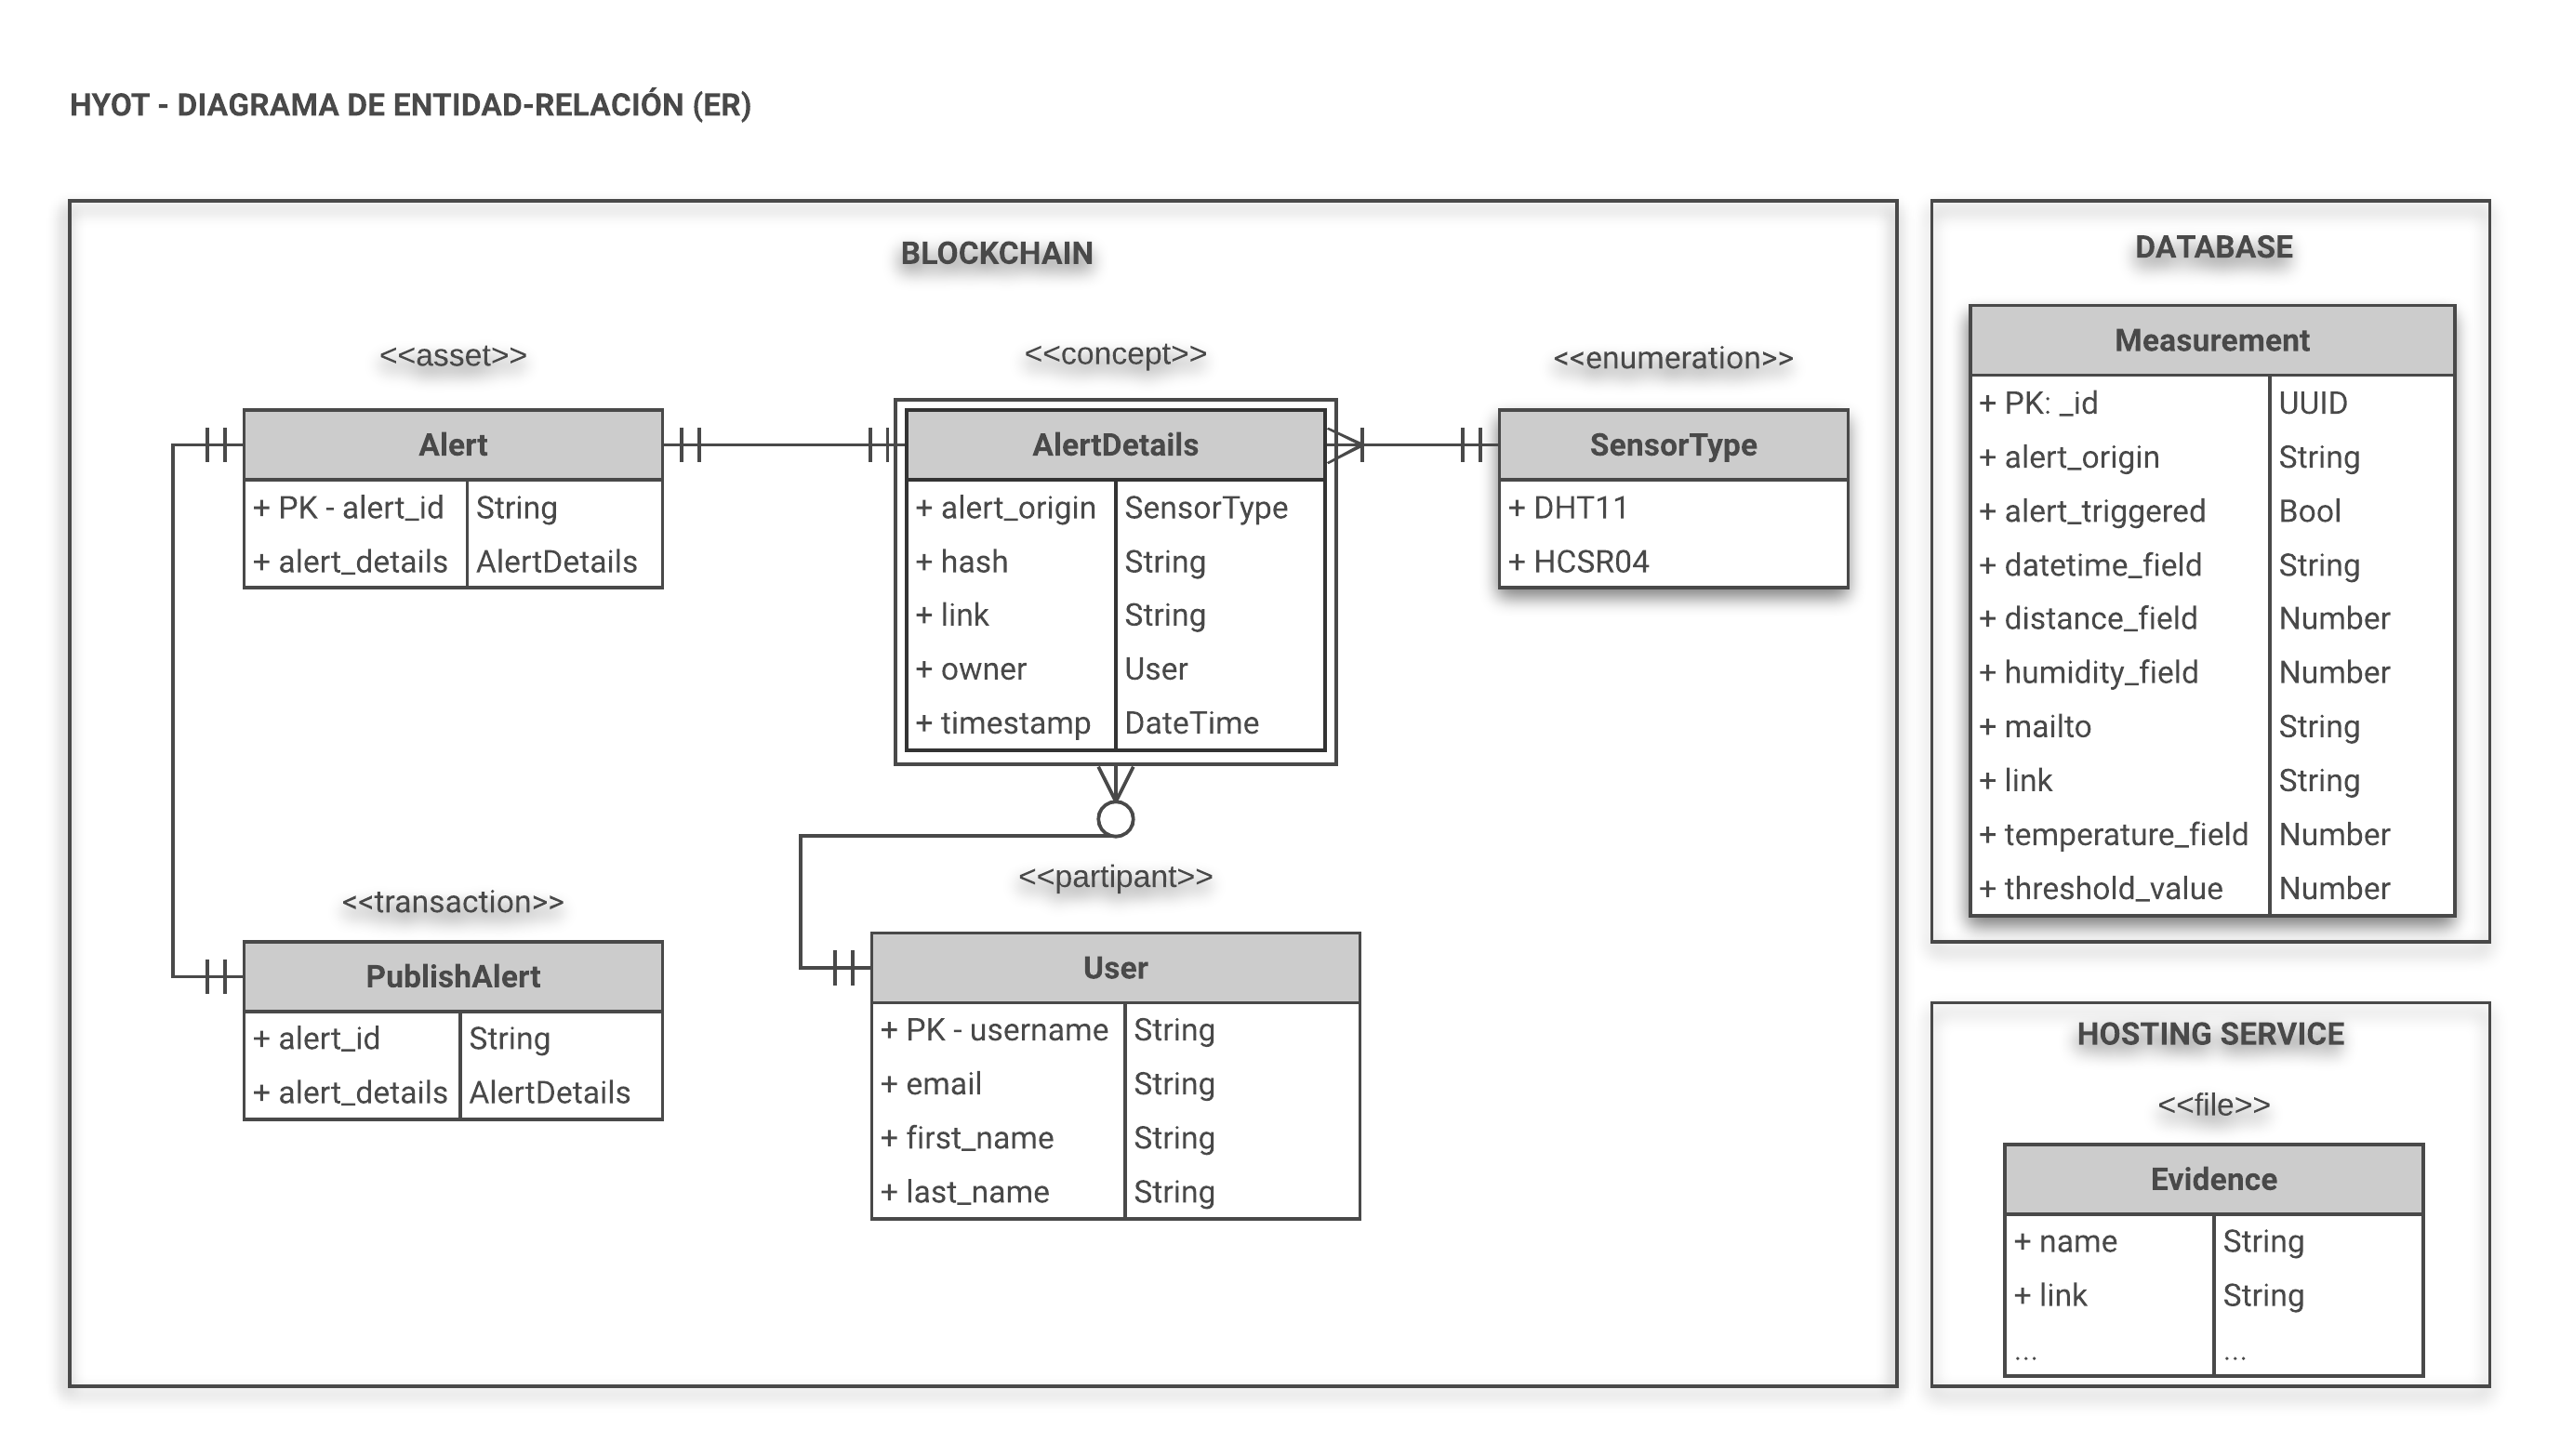 HYOT - DIAGRAMA DE ENTIDAD-RELACIÓN (ER)
BLOCKCHAIN
<<asset>>
Alert
+ PK - alert_id String
+ alert_details AlertDetails
<<concept>>
AlertDetails
+ alert_origin SensorType
+ hash String
+ link String
+ owner User
+ timestamp DateTime
<<enumeration>>
SensorType
+ DHT11
+ HCSR04
<<transaction>>
PublishAlert
+ alert_id String
+ alert_details AlertDetails
<<partipant>>
User
+ PK - username String
+ email String
+ first_name String
+ last_name String
DATABASE
Measurement
+ PK: _id UUID
+ alert_origin String
+ alert_triggered Bool
+ datetime_field String
+ distance_field Number
+ humidity_field Number
+ mailto String
+ link String
+ temperature_field Number
+ threshold_value Number
HOSTING SERVICE
<<file>>
Evidence
+ name String
+ link String
... ...